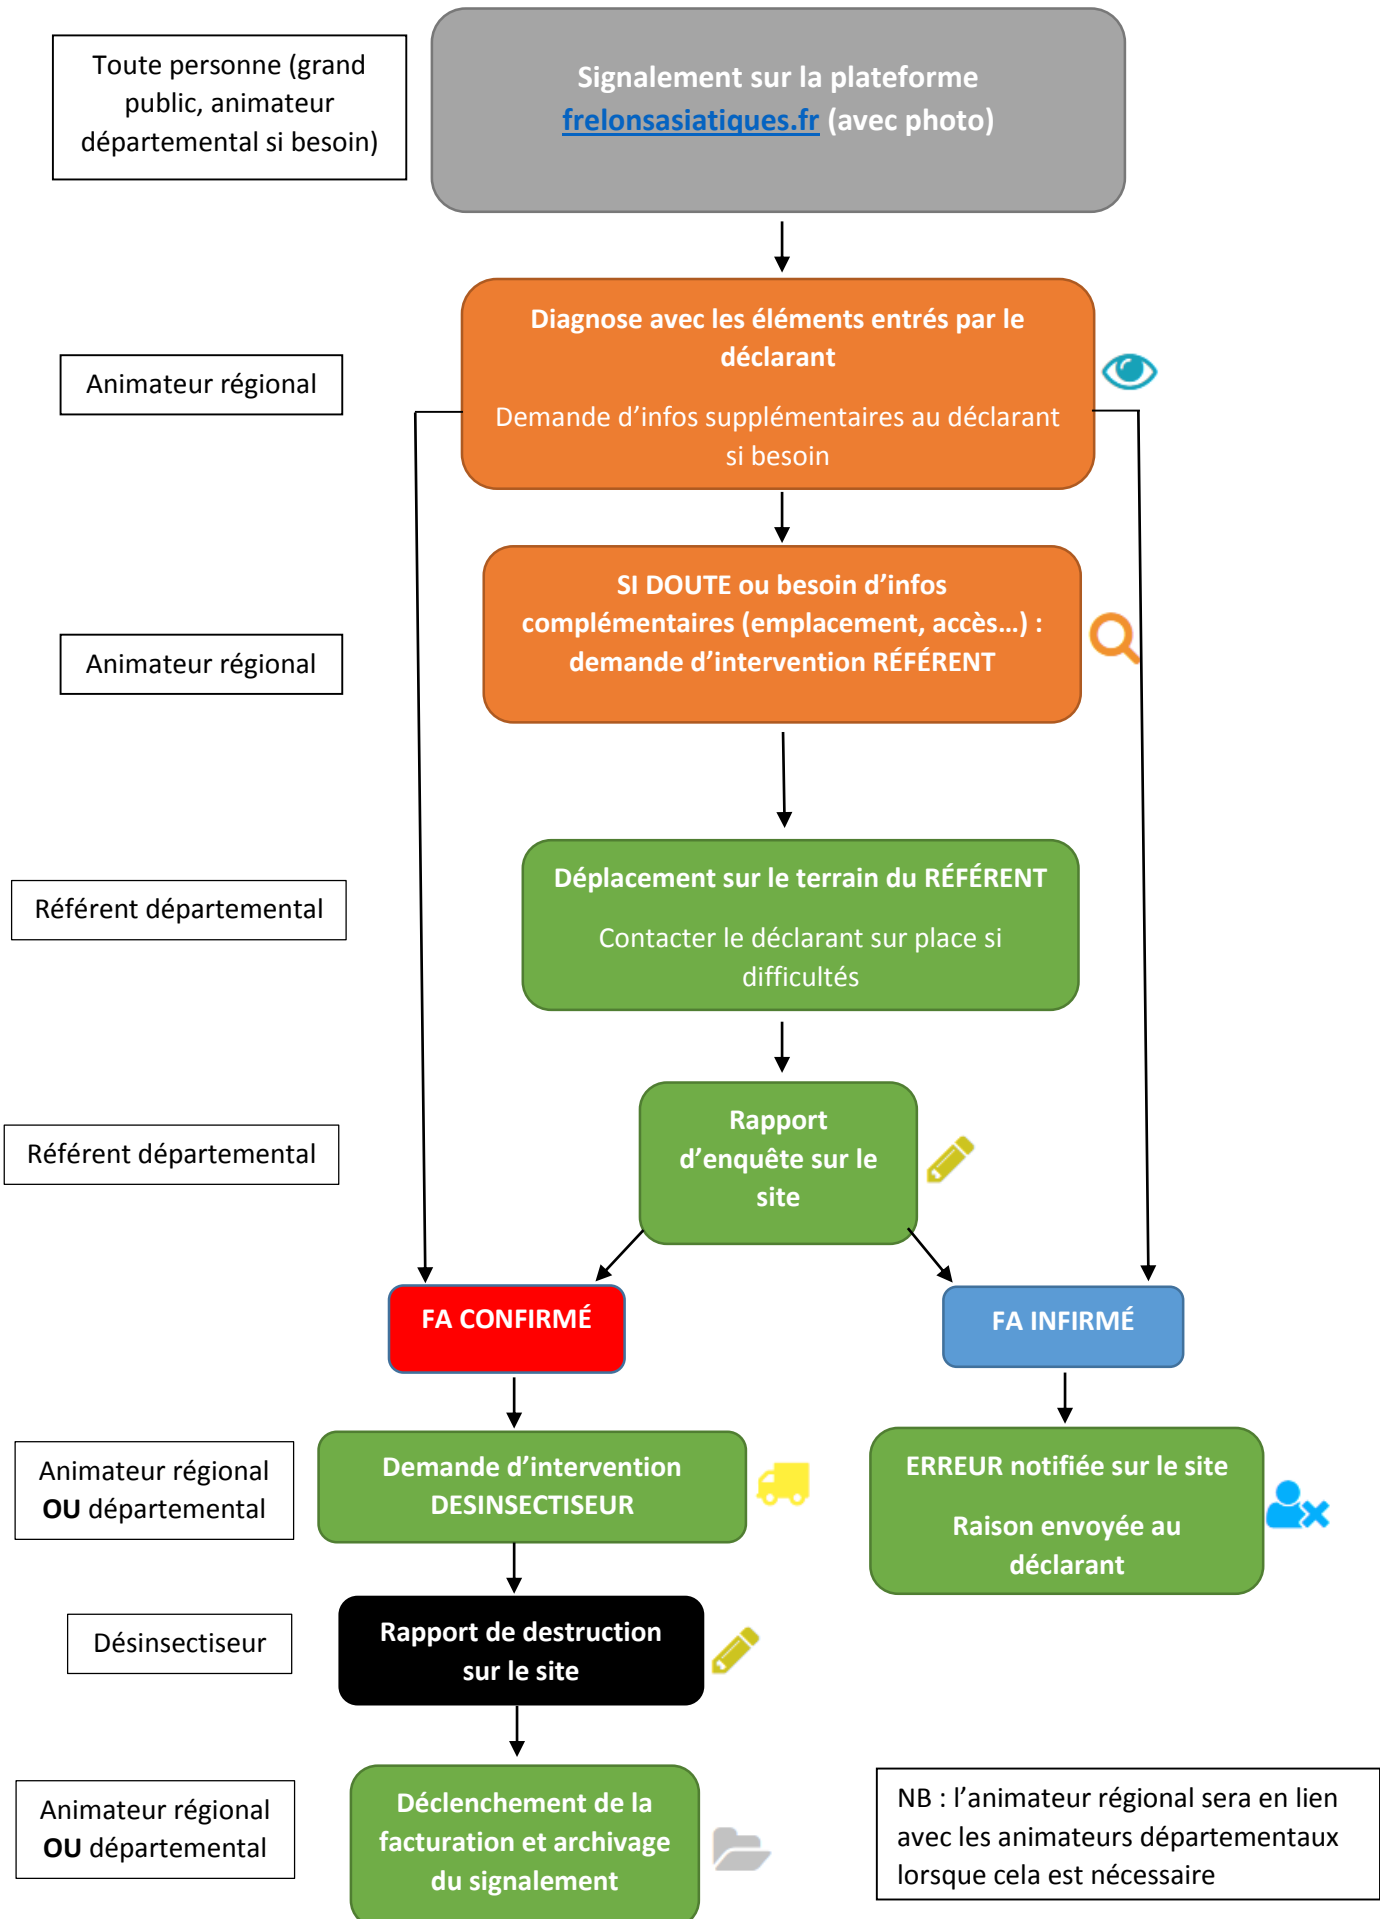 Toute personne (grand
public, animateur
départemental si besoin)
Signalement sur la plateforme
frelonsasiatiques.fr (avec photo)
Animateur régional
Diagnose avec les éléments entrés par le
déclarant
Demande d’infos supplémentaires au déclarant
si besoin
Animateur régional
SI DOUTE ou besoin d’infos
complémentaires (emplacement, accès…) :
demande d’intervention RÉFÉRENT
Référent départemental
Déplacement sur le terrain du RÉFÉRENT
Contacter le déclarant sur place si
difficultés
Référent départemental
Rapport
d’enquête sur le
site
FA CONFIRMÉ
FA INFIRMÉ
Animateur régional
OU départemental
Demande d’intervention
DESINSECTISEUR
ERREUR notifiée sur le site
Raison envoyée au
déclarant
Désinsectiseur
Rapport de destruction
sur le site
Animateur régional
OU départemental
Déclenchement de la
facturation et archivage
du signalement
NB : l’animateur régional sera en lien
avec les animateurs départementaux
lorsque cela est nécessaire